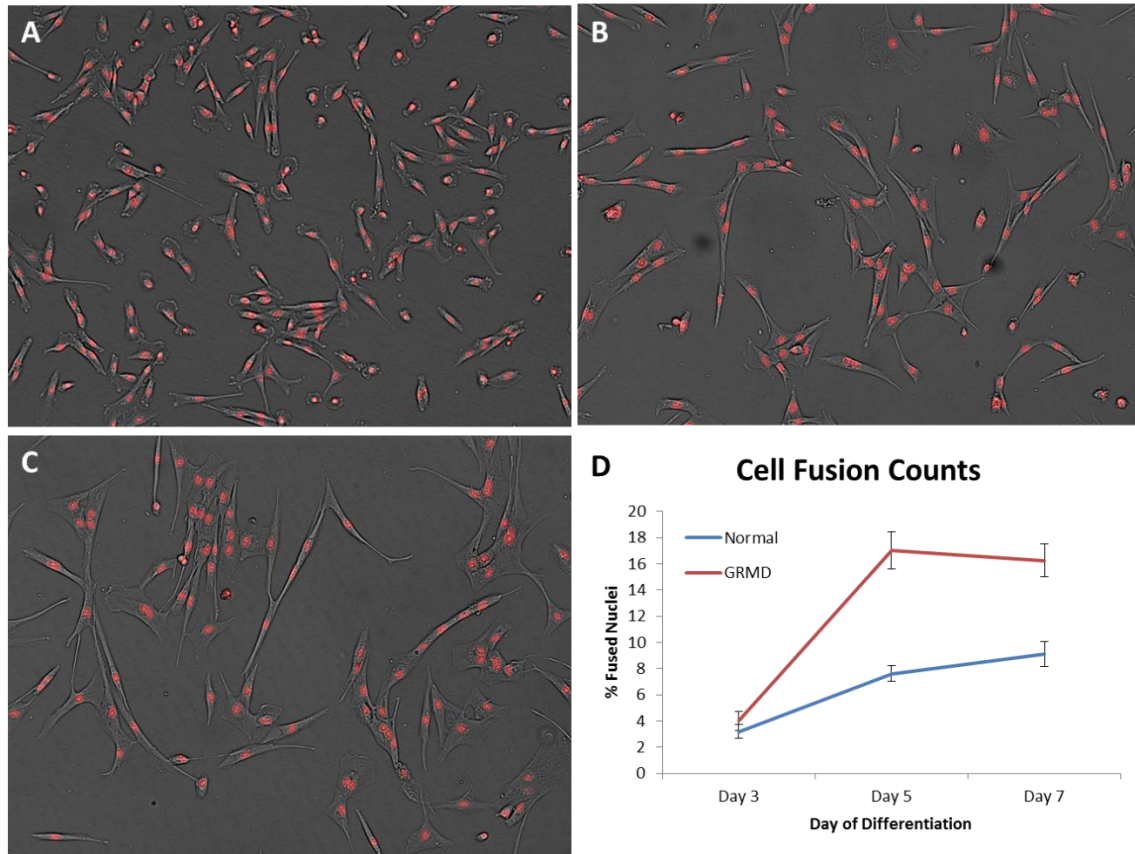 A
B
C
D
Cell Fusion Counts
20
18
16
14
12
10
8
6
4
2
0
% Fused Nuclei
Normal
GRMD
Day 3
Day 5
Day 7
Day of Differentiation